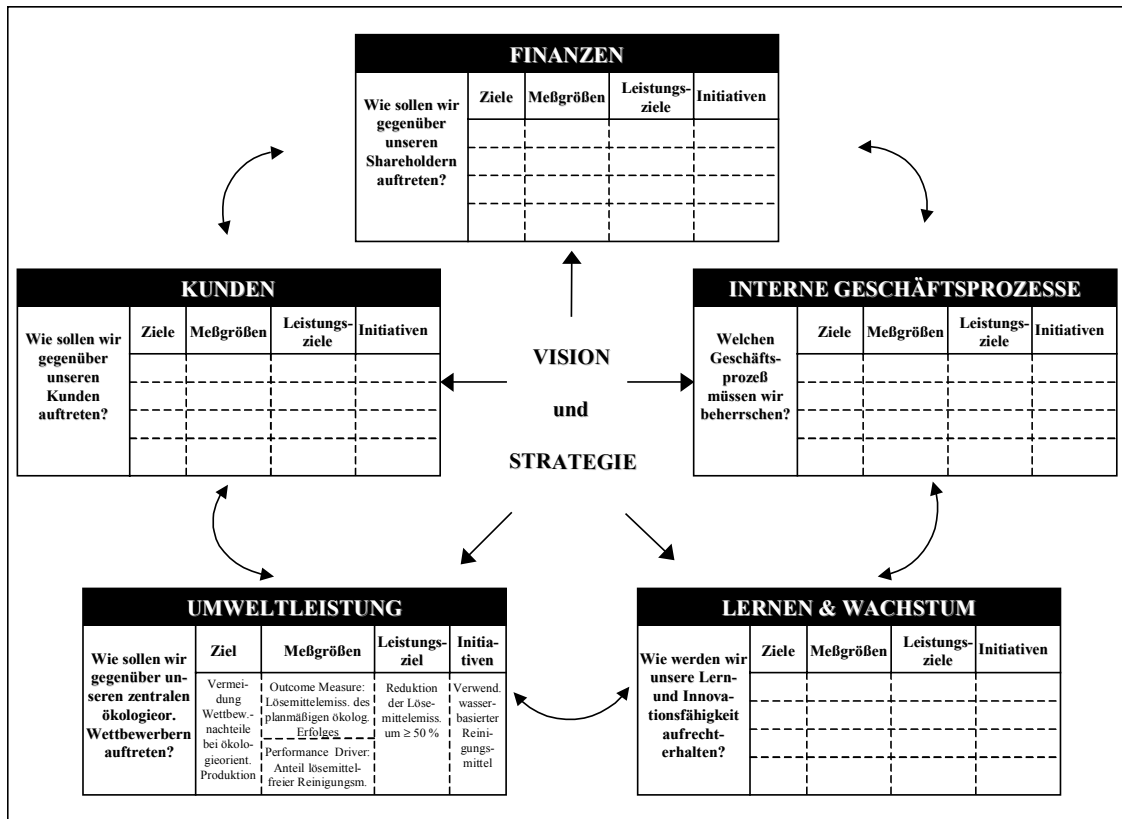 FINANZEN
Wie sollen wir
gegenüber
unseren
Shareholdern
auftreten?
Ziele
Meßgrößen
Leistungs-
ziele
Initiativen
KUNDEN
Wie sollen wir
gegenüber
unseren
Kunden
auftreten?
Ziele
Meßgrößen
Leistungs-
ziele
Initiativen
VISION
und
STRATEGIE
INTERNE GESCHÄFTSPROZESSE
Welchen
Geschäfts-
prozeß
müssen wir
beherrschen?
Ziele
Meßgrößen
Leistungs-
ziele
Initiativen
UMWELTLEISTUNG
Wie sollen wir
gegenüber un-
seren zentralen
ökologieor.
Wettbewerbern
auftreten?
Ziel
Vermei-
dung
Wettbew.-
nachteile
bei ökolo-
gieorient.
Produktion
Meßgrößen
Outcome Measure:
Lösemittelemiss. des
planmäßigen ökolog.
Erfolges
Performance Driver:
Anteil lösemittel-
freier Reinigungsm.
Leistungs-
ziel
Reduktion
der Löse-
mittelemiss.
um ≥ 50 %
Initia-
tiven
Verwend.
wasser-
basierter
Reini-
gungs-
mittel
LERNEN & WACHSTUM
Wie werden wir
unsere Lern-
und Innova-
tionsfähigkeit
aufrecht-
erhalten?
Ziele
Meßgrößen
Leistungs-
ziele
Initiativen